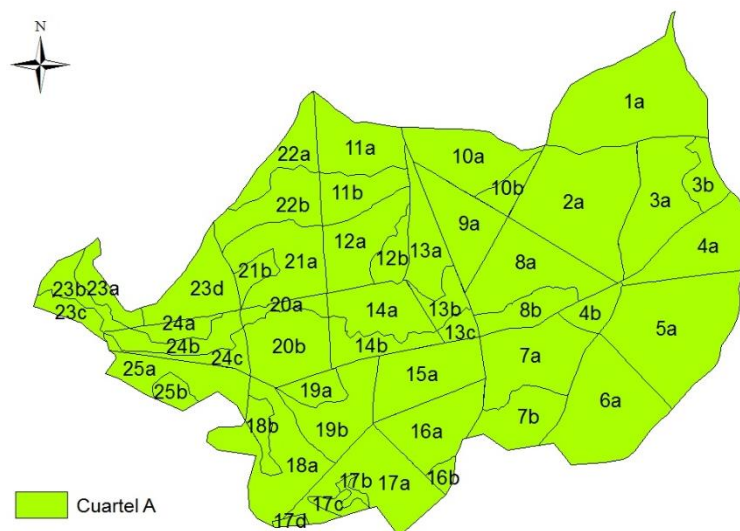 N
1a
11a
22a
10a
3b
10b
11b
2a
3a
22b
9a
12a
4a
13a
12b
8a
21a
21b
23a
23b
23d
20a
13b
14a
8b
23c
4b
24a
5a
13c
14b
24b
20b
24c
7a
25a
15a
19a
25b
6a
7b
18b
19b
16a
18a
17b
17a
16b
17c
Cuartel A
17d